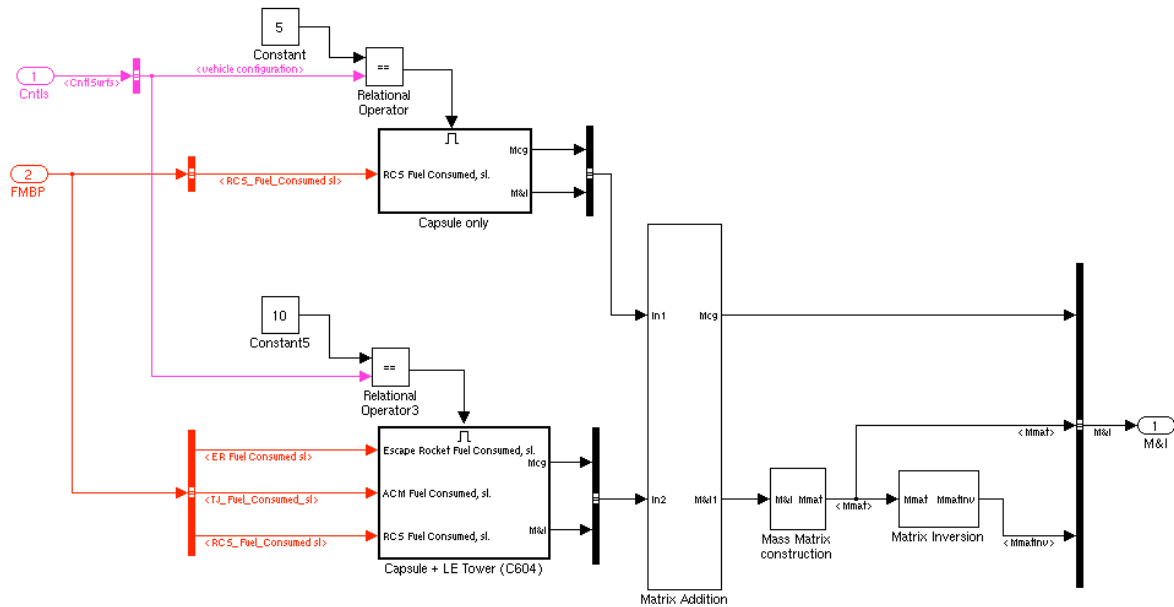 5
Constant
1
Cntls
<CntlSurfs>
<vehicle configuration>
==
Relational
Operator
2
FMBP
<RCS_Fuel_Consumed sl>
RCS Fuel Consumed, sl.
Mcg
M&I
Capsule only
10
Constant5
==
Relational
Operator3
In1
Mcg
In2
M&I1
Matrix Addition
<ER Fuel Consumed sl>
<TJ_Fuel_Consumed_sl>
<RCS_Fuel_Consumed sl>
Escape Rocket Fuel Consumed, sl.
Mcg
ACM Fuel Consumed, sl.
M&I
RCS Fuel Consumed, sl.
Capsule + LE Tower (C604)
M&I Mmat
Mass Matrix
construction
<Mmat>
<Mmat>
Mmat
MmatInv
Matrix Inversion
<MmatInv>
<M&I>
1
M&I